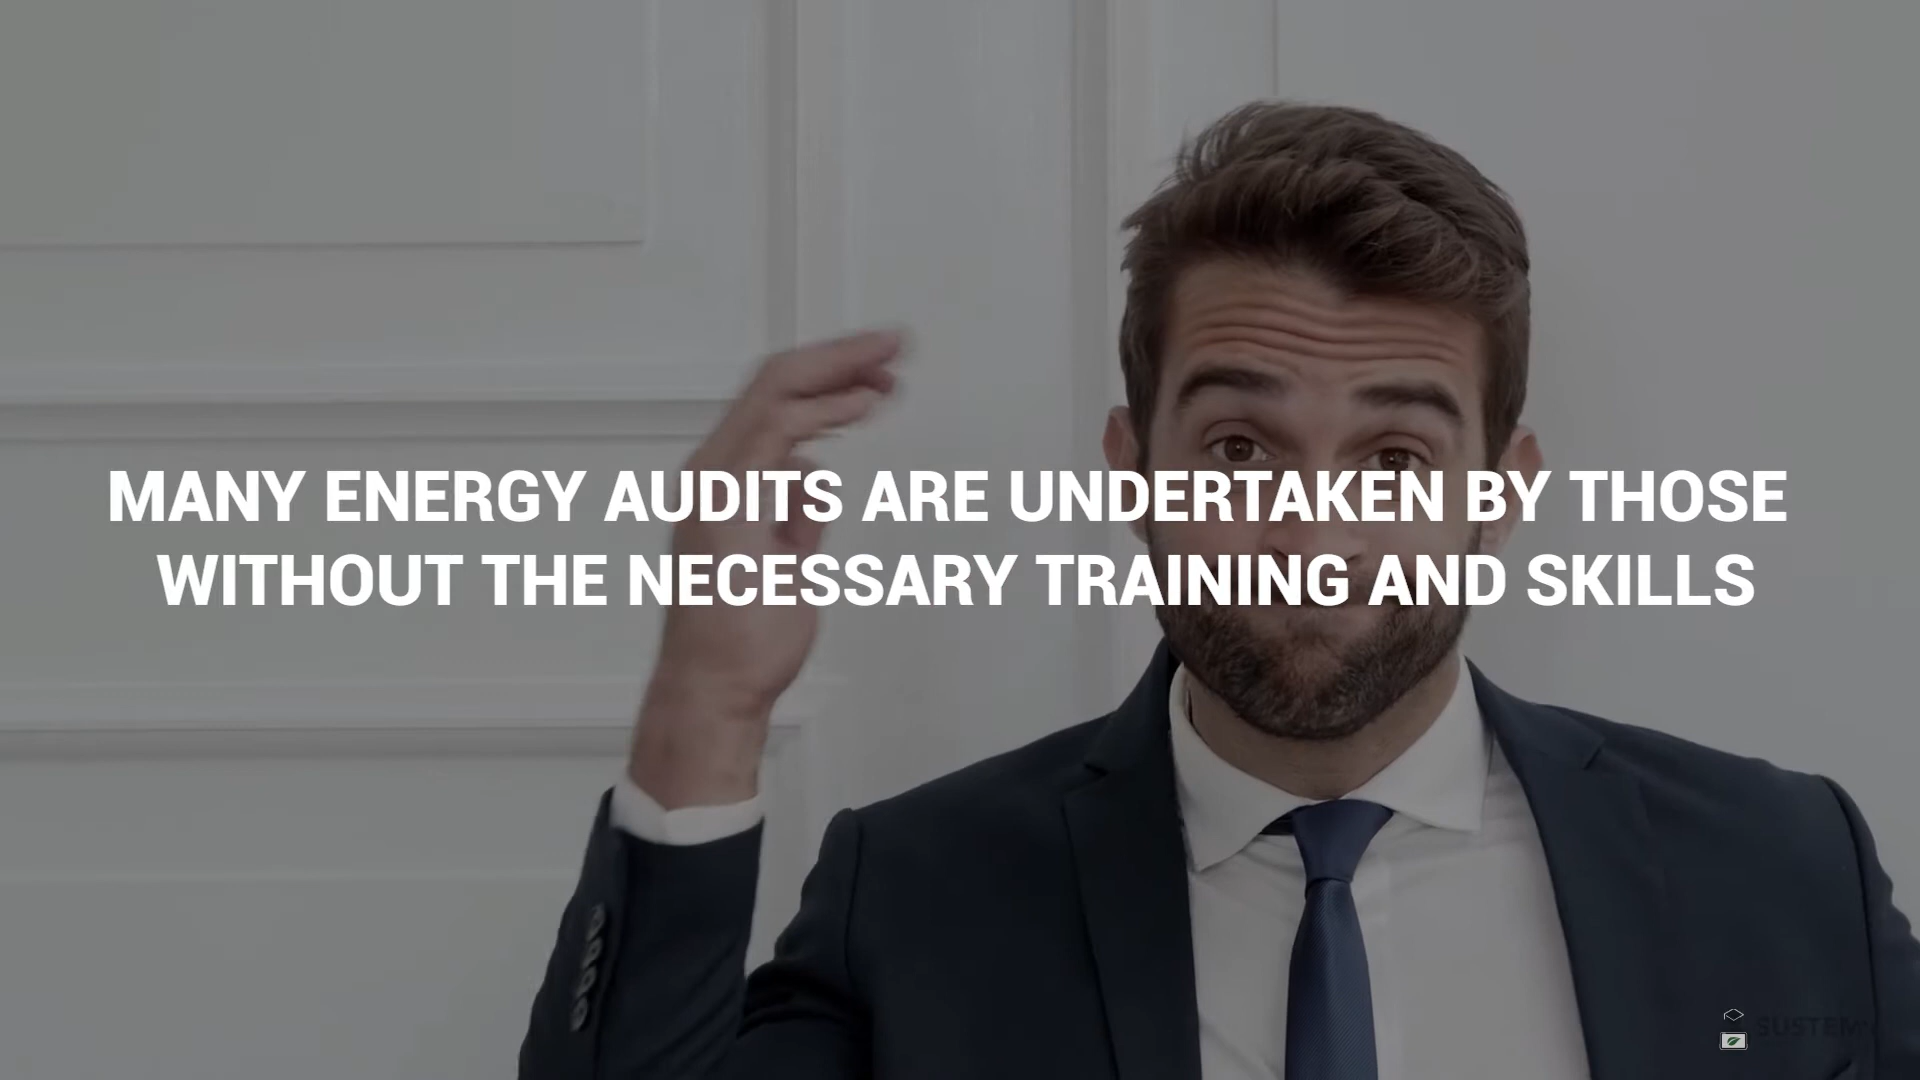 MANY ENERGY AUDITS ARE UNDERTAKEN BY THOSE
WITHOUT THE NECESSARY TRAINING AND SKILLS